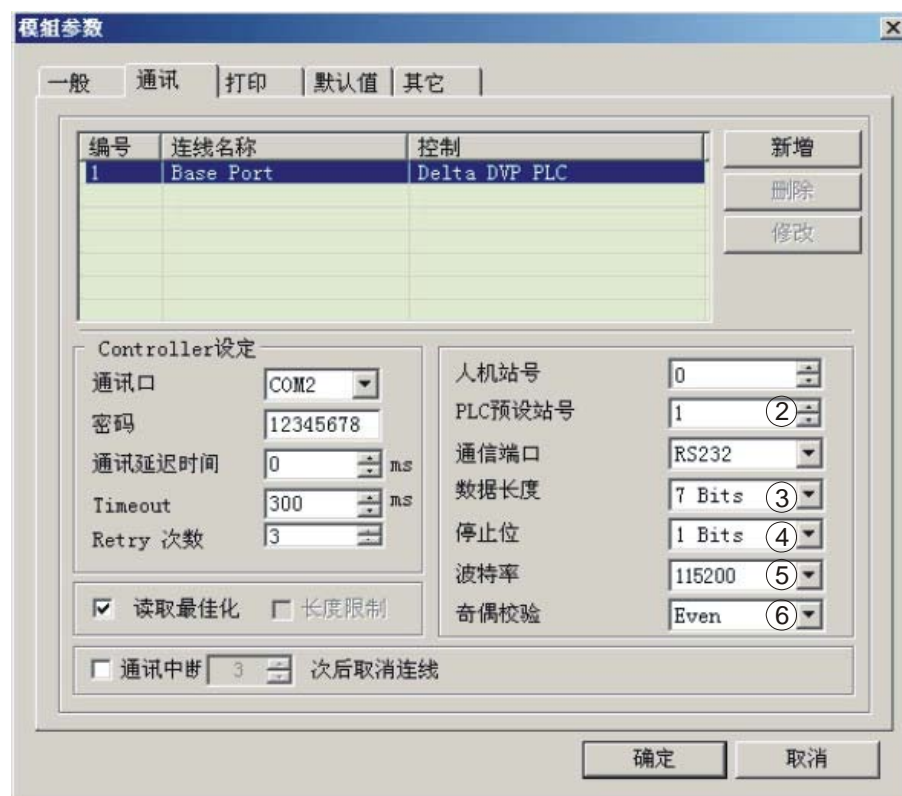 模组参数
一般 通讯 打印 默认值 其它
编号 连线名称 控制
1 Base Port Delta DVP PLC
新增
删除
修改
Controller设定
通讯口 COM2
密码 12345678
通讯延迟时间 0 ms
Timeout 300 ms
Retry 次数 3
人机站号 0
PLC预设站号 1 ②
通信端口 RS232
数据长度 7 Bits ③
停止位 1 Bits ④
波特率 115200 ⑤
奇偶校验 Even ⑥
读取最佳化 长度限制
通讯中断 3 次后取消连线
确定 取消